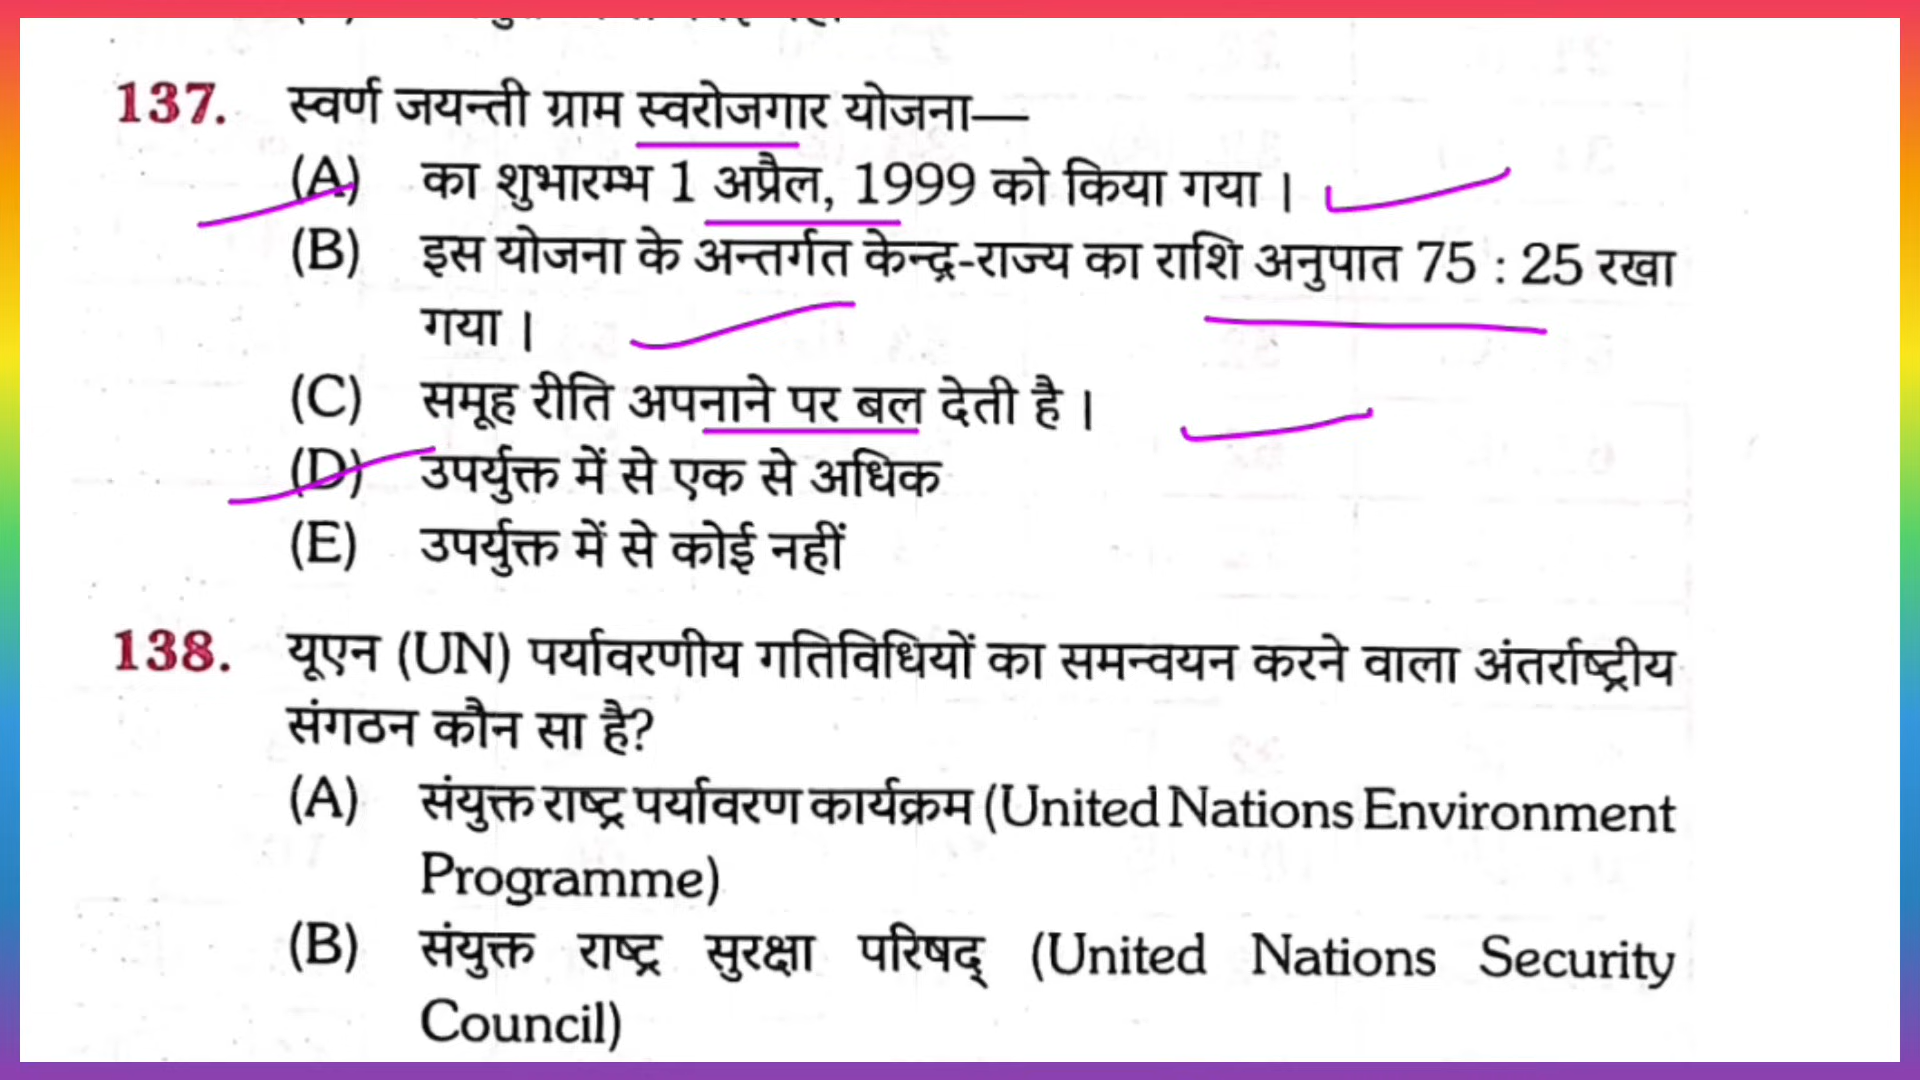 137. स्वर्ण जयन्ती ग्राम स्वरोजगार योजना—
(A) का शुभारम्भ 1 अप्रैल, 1999 को किया गया।
(B) इस योजना के अन्तर्गत केन्द्र-राज्य का राशि अनुपात 75 : 25 रखा
गया।
(C) समूह रीति अपनाने पर बल देती है।
(D) उपर्युक्त में से एक से अधिक
(E) उपर्युक्त में से कोई नहीं
138. यूएन (UN) पर्यावरणीय गतिविधियों का समन्वयन करने वाला अंतर्राष्ट्रीय
संगठन कौन सा है?
(A) संयुक्त राष्ट्र पर्यावरण कार्यक्रम (United Nations Environment
Programme)
(B) संयुक्त राष्ट्र सुरक्षा परिषद् (United Nations Security
Council)